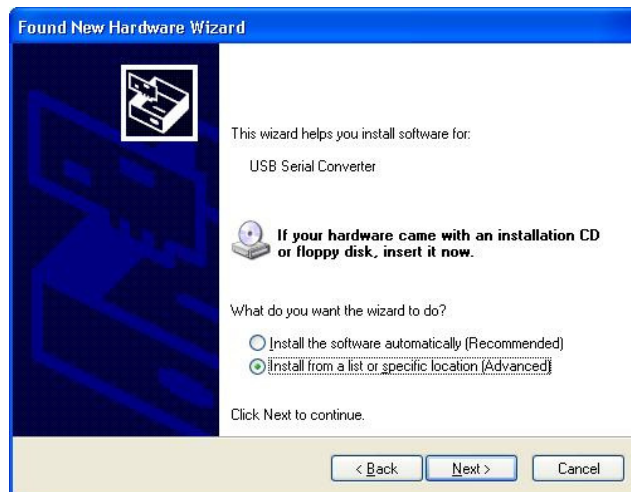 Found New Hardware Wizard
This wizard helps you install software for:
USB Serial Converter
If your hardware came with an installation CD
or floppy disk, insert it now.
What do you want the wizard to do?
Install the software automatically (Recommended)
Install from a list or specific location (Advanced)
Click Next to continue.
< Back Next > Cancel